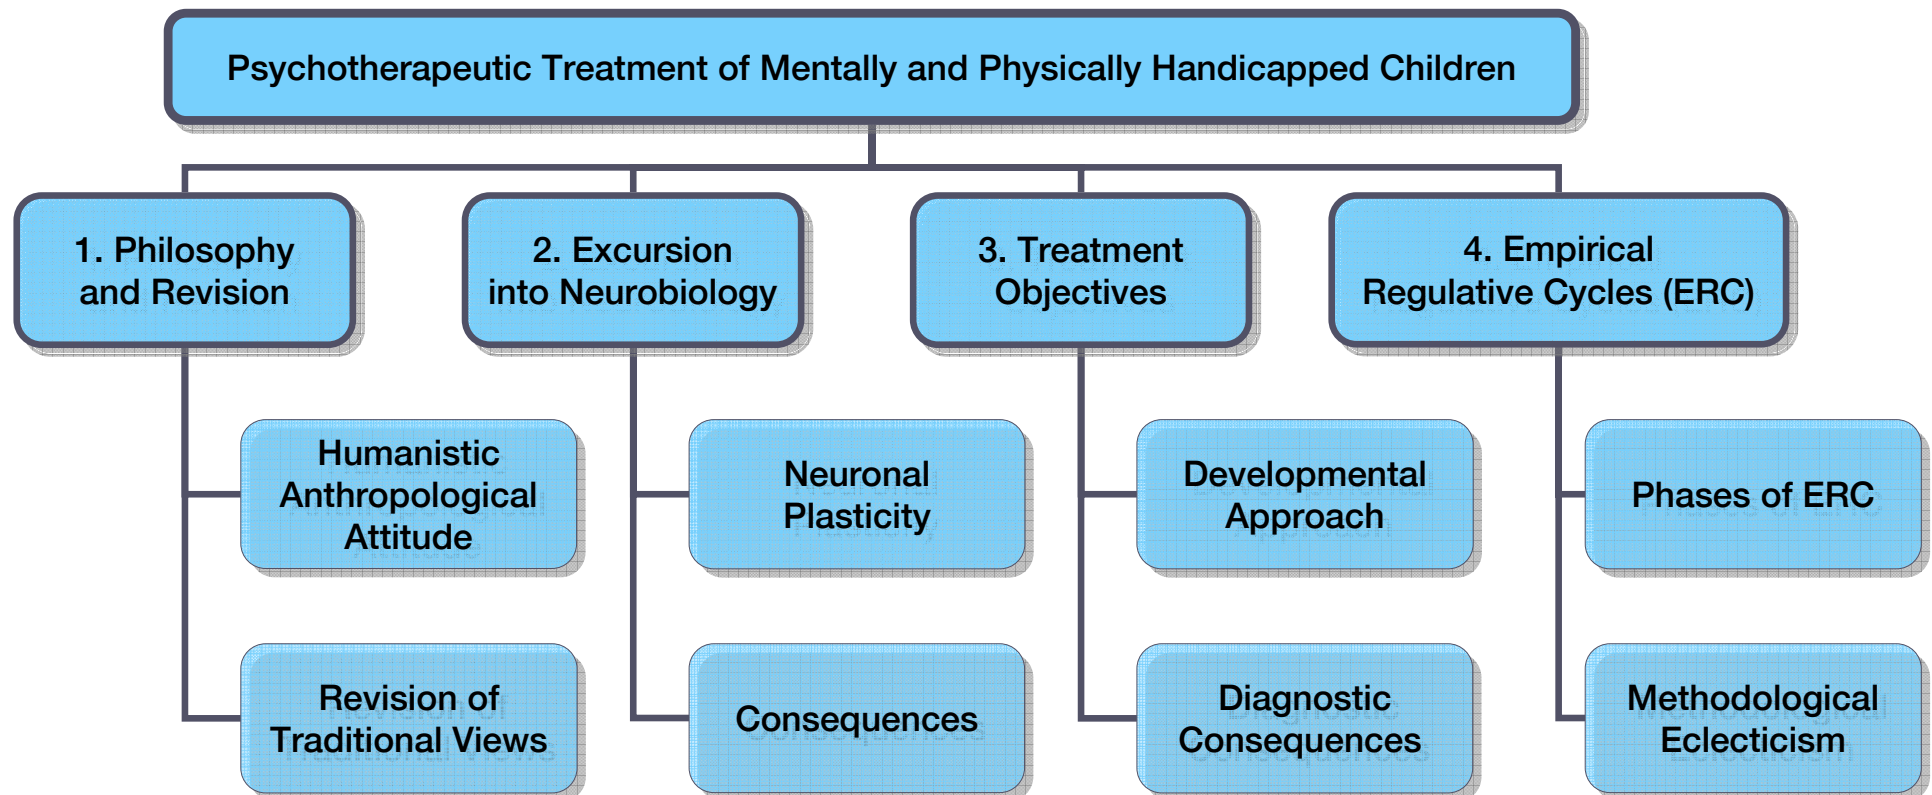 Psychotherapeutic Treatment of Mentally and Physically Handicapped Children
1. Philosophy
and Revision
2. Excursion
into Neurobiology
3. Treatment
Objectives
4. Empirical
Regulative Cycles (ERC)
Humanistic
Anthropological
Attitude
Neuronal
Plasticity
Developmental
Approach
Phases of ERC
Revision of
Traditional Views
Consequences
Diagnostic
Consequences
Methodological
Eclecticism